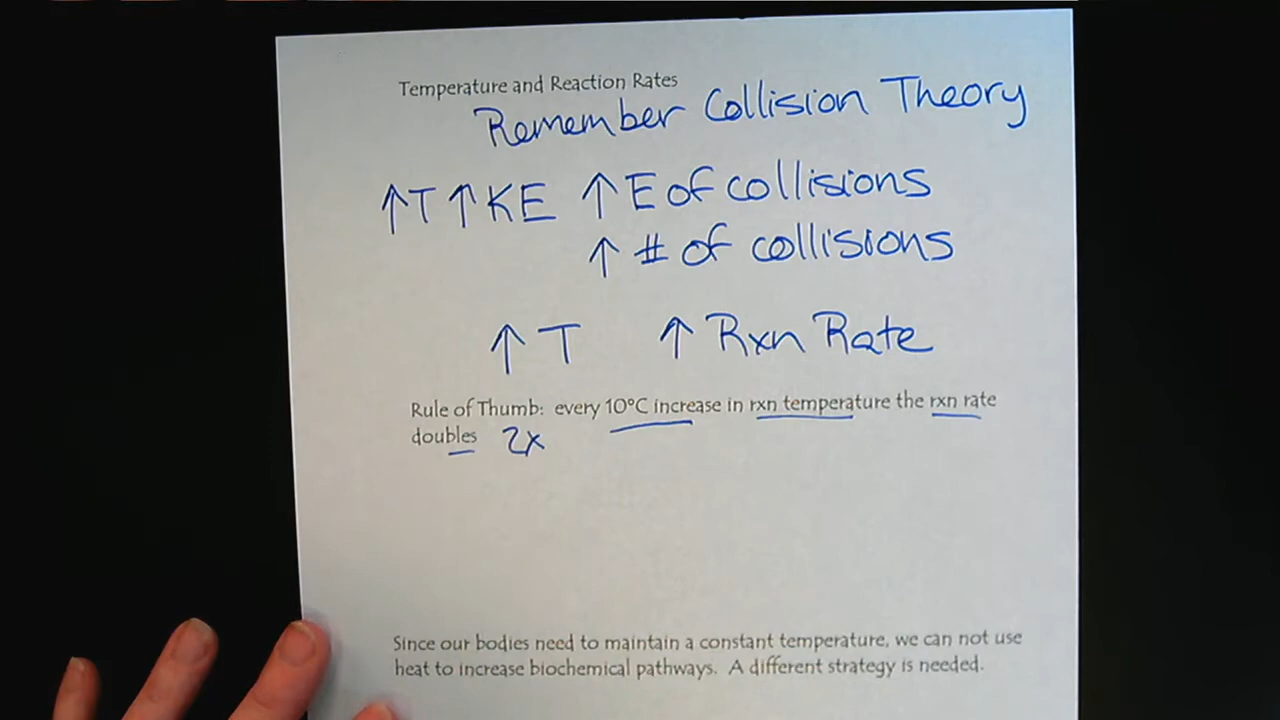 Temperature and Reaction Rates
Remember Collision Theory
↑T ↑KE ↑E of collisions
↑ # of collisions
↑ T ↑ Rxn Rate
Rule of Thumb: every 10°C increase in rxn temperature the rxn rate
doubles 2x
Since our bodies need to maintain a constant temperature, we can not use
heat to increase biochemical pathways. A different strategy is needed.